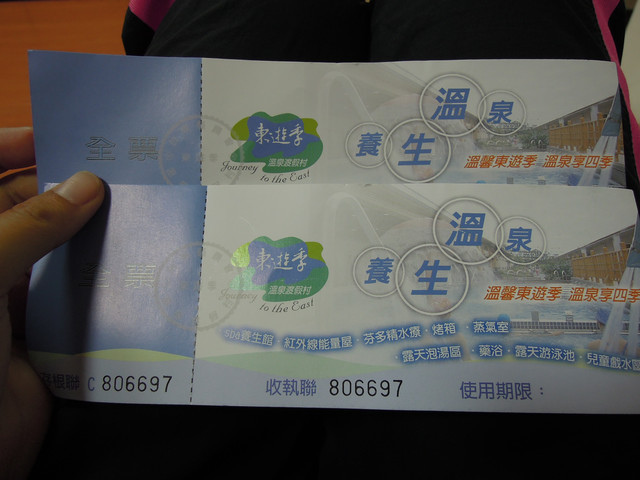 全票
東遊季
溫泉渡假村
Journey to the East
溫泉
養生
溫馨東遊季 溫泉享四季
全票
東遊季
溫泉渡假村
Journey to the East
溫泉
養生
溫馨東遊季 溫泉享四季
spa養生館 · 紅外線能量屋 · 芬多精水療 · 烤箱 · 蒸氣室
· 露天泡湯區 · 藥浴 · 露天游泳池 · 兒童戲水
根聯 C 806697
收執聯 806697
使用期限：